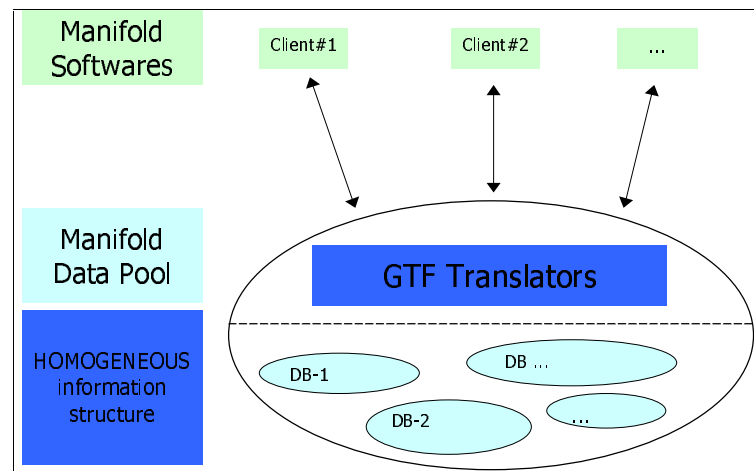 Manifold
Softwares
Client#1
Client#2
...
Manifold
Data Pool
GTF Translators
HOMOGENEOUS
information
structure
DB-1
DB ...
DB-2
...